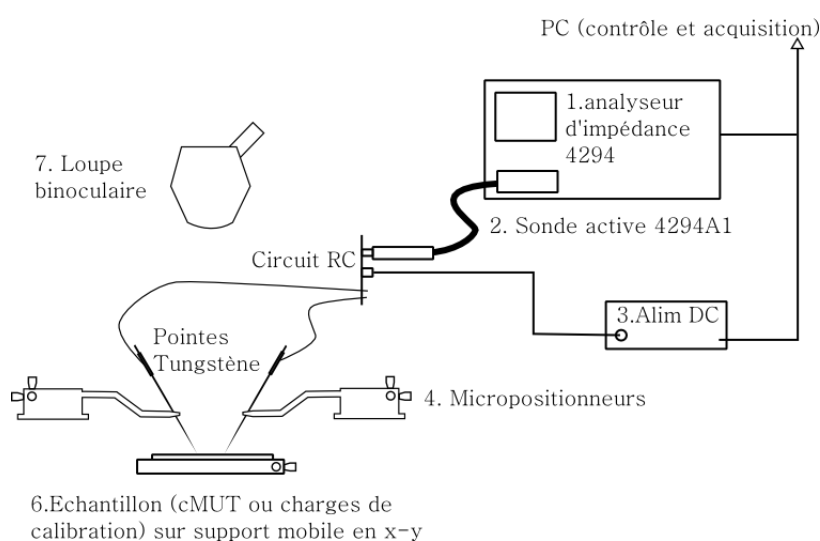 PC (contrôle et acquisition)
1.analyseur
d'impédance
4294
7. Loupe
binoculaire
2. Sonde active 4294A1
Circuit RC
3.Alim DC
Pointes
Tungstène
4. Micropositionneurs
6.Echantillon (cMUT ou charges de
calibration) sur support mobile en x-y